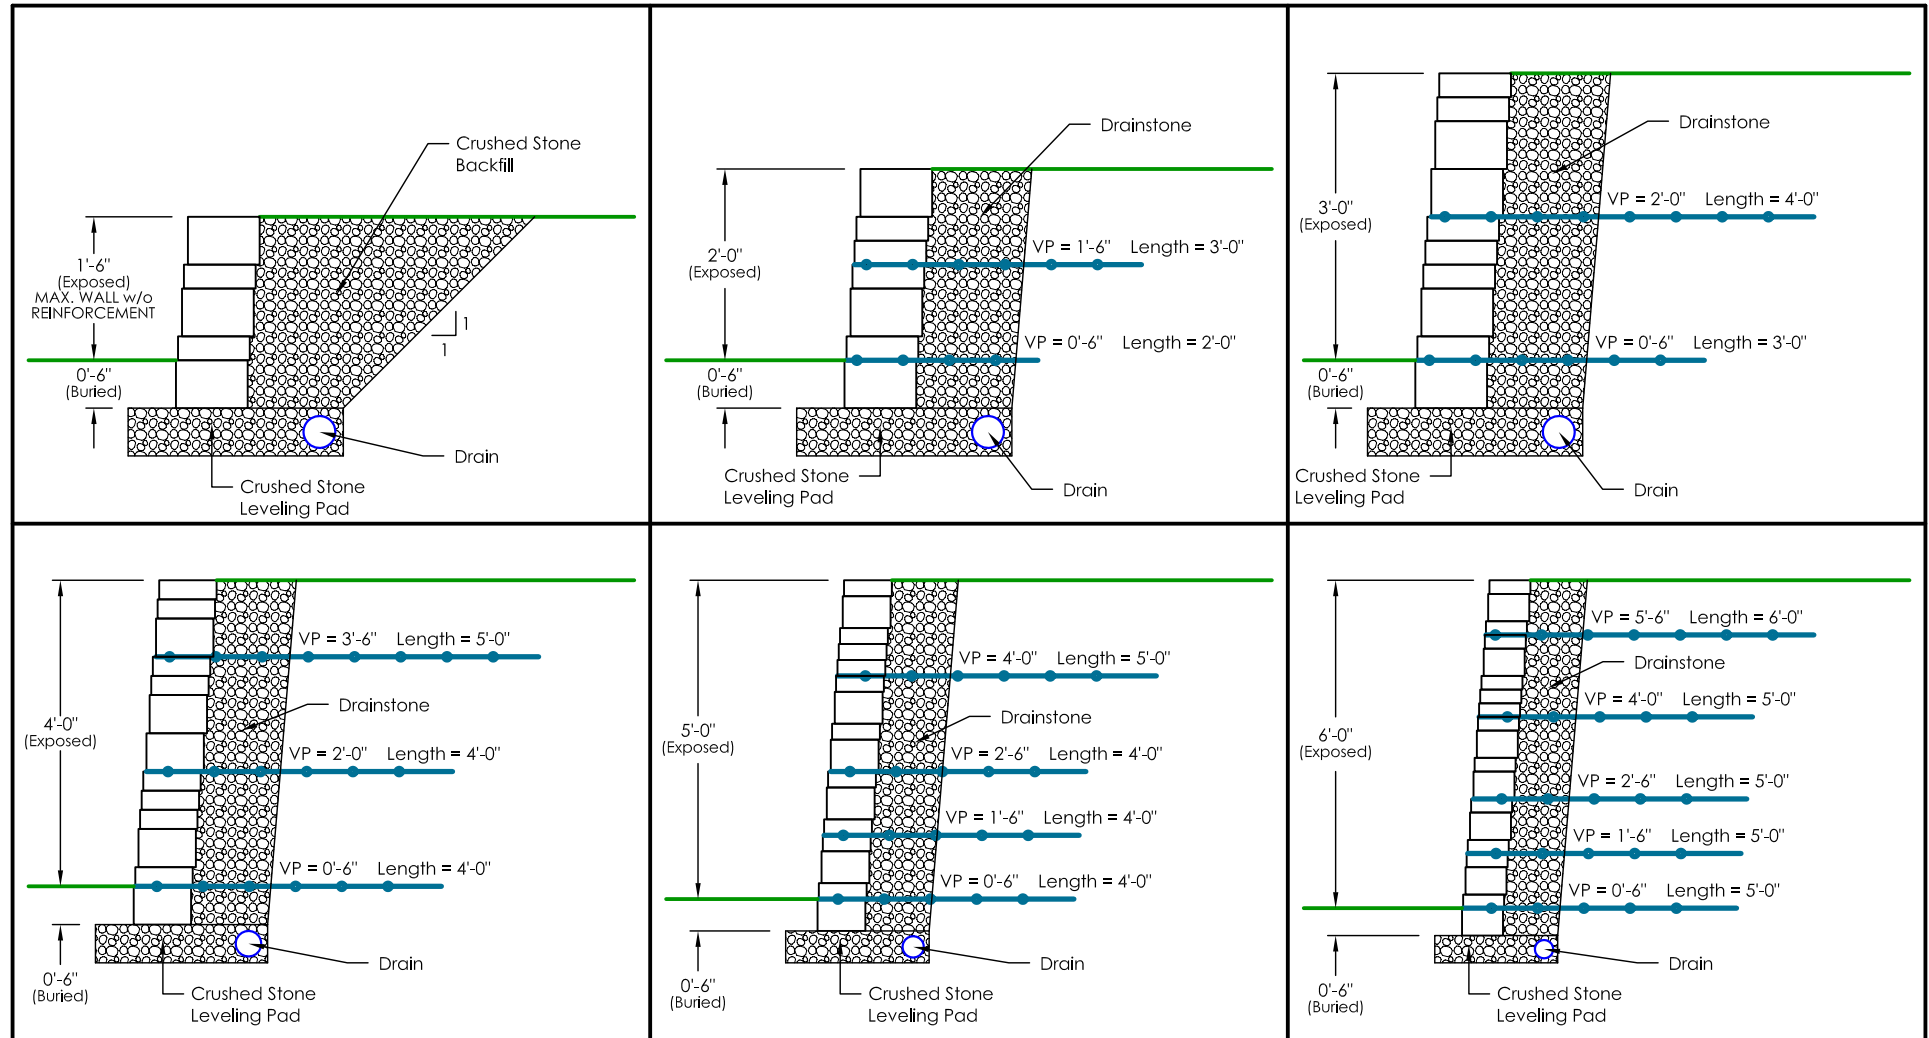 Crushed Stone
Backfill
1'-6"
(Exposed)
MAX. WALL w/o
REINFORCEMENT
1
1
0'-6"
(Buried)
Drain
Crushed Stone
Leveling Pad
Drainstone
2'-0"
(Exposed)
VP = 1'-6" Length = 3'-0"
VP = 0'-6" Length = 2'-0"
0'-6"
(Buried)
Crushed Stone
Leveling Pad
Drain
Drainstone
3'-0"
(Exposed)
VP = 2'-0" Length = 4'-0"
VP = 0'-6" Length = 3'-0"
0'-6"
(Buried)
Crushed Stone
Leveling Pad
Drain
VP = 3'-6" Length = 5'-0"
Drainstone
4'-0"
(Exposed)
VP = 2'-0" Length = 4'-0"
VP = 0'-6" Length = 4'-0"
Drain
0'-6"
(Buried)
Crushed Stone
Leveling Pad
VP = 4'-0" Length = 5'-0"
Drainstone
5'-0"
(Exposed)
VP = 2'-6" Length = 4'-0"
VP = 1'-6" Length = 4'-0"
VP = 0'-6" Length = 4'-0"
Drain
0'-6"
(Buried)
Crushed Stone
Leveling Pad
VP = 5'-6" Length = 6'-0"
Drainstone
VP = 4'-0" Length = 5'-0"
6'-0"
(Exposed)
VP = 2'-6" Length = 5'-0"
VP = 1'-6" Length = 5'-0"
VP = 0'-6" Length = 5'-0"
Drain
0'-6"
(Buried)
Crushed Stone
Leveling Pad